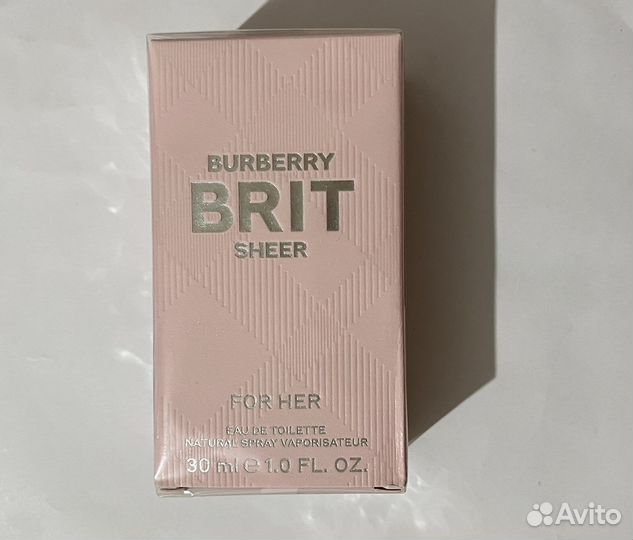 BURBERRY
BRIT
SHEER
FOR HER
EAU DE TOILETTE
NATURAL SPRAY VAPORISATEUR
30 ml e 1.0 FL. OZ.
Avito